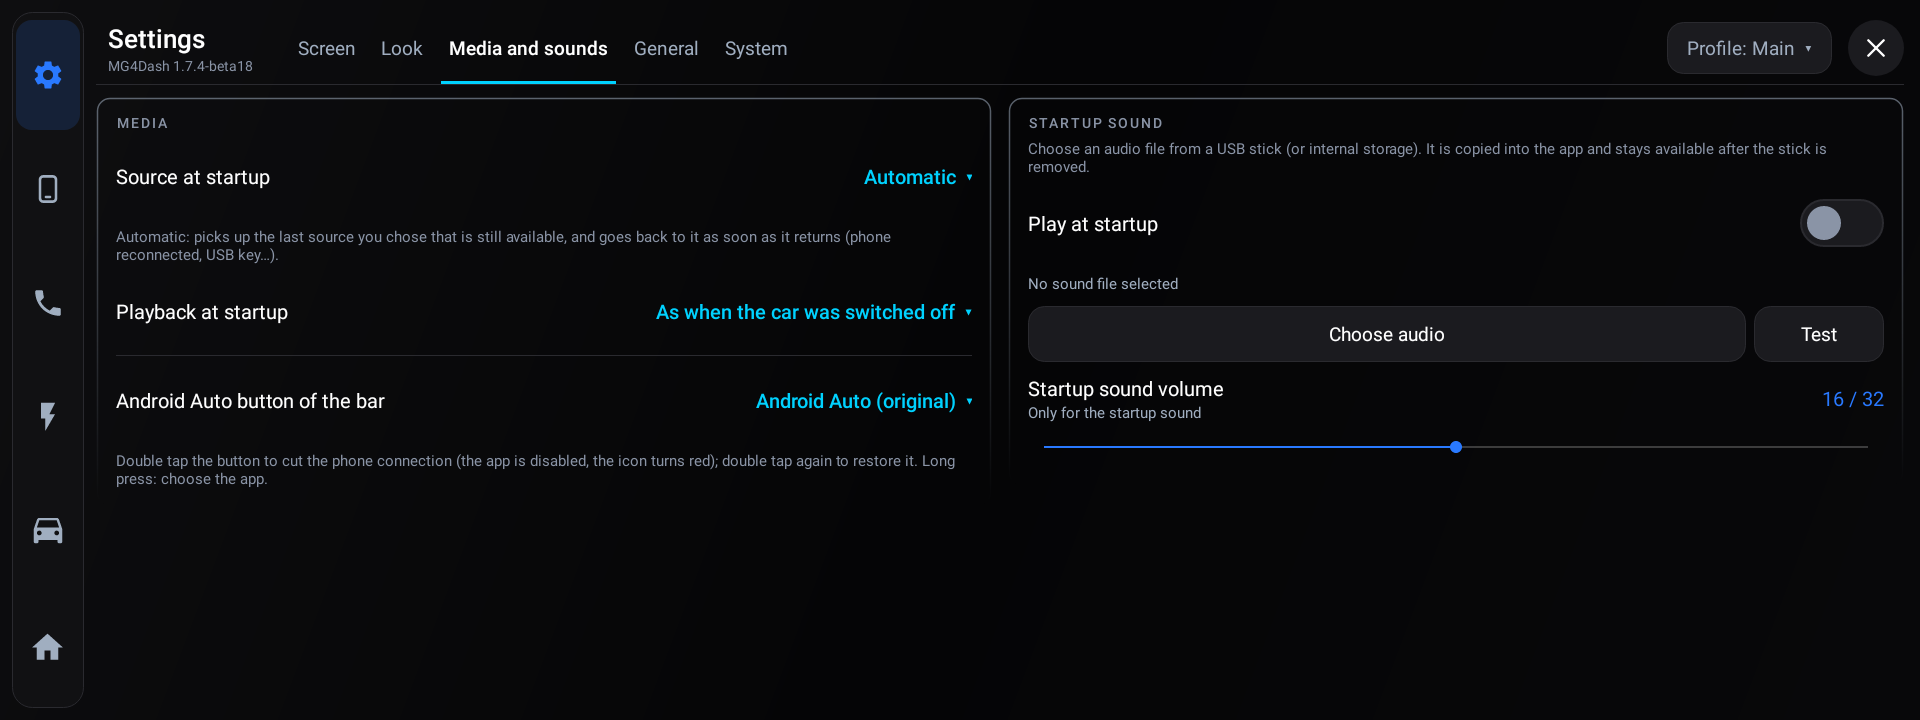 Settings
MG4Dash 1.7.4-beta18
Screen
Look
Media and sounds
General
System
Profile: Main
MEDIA
Source at startup
Automatic
Automatic: picks up the last source you chose that is still available, and goes back to it as soon as it returns (phone
reconnected, USB key...).
Playback at startup
As when the car was switched off
Android Auto button of the bar
Android Auto (original)
Double tap the button to cut the phone connection (the app is disabled, the icon turns red); double tap again to restore it. Long
press: choose the app.
STARTUP SOUND
Choose an audio file from a USB stick (or internal storage). It is copied into the app and stays available after the stick is
removed.
Play at startup
No sound file selected
Choose audio
Test
Startup sound volume
Only for the startup sound
16 / 32